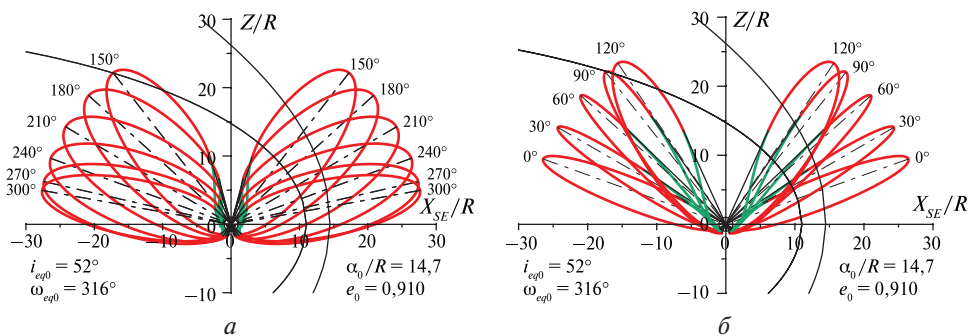 30 Z/R
150°
150°
20
180°
180°
210°
210°
240°
10
240°
270°
270°
300°
300°
X_SE/R
0
−30 −20 −10 0 10 20 30
i_eq0 = 52°
α_0/R = 14,7
ω_eq0 = 316°
−10
e_0 = 0,910
а
30 Z/R
120°
120°
90°
90°
20
60°
60°
30°
30°
10
0°
0°
X_SE/R
0
−30 −20 −10 0 10 20 30
i_eq0 = 52°
α_0/R = 14,7
ω_eq0 = 316°
−10
e_0 = 0,910
б